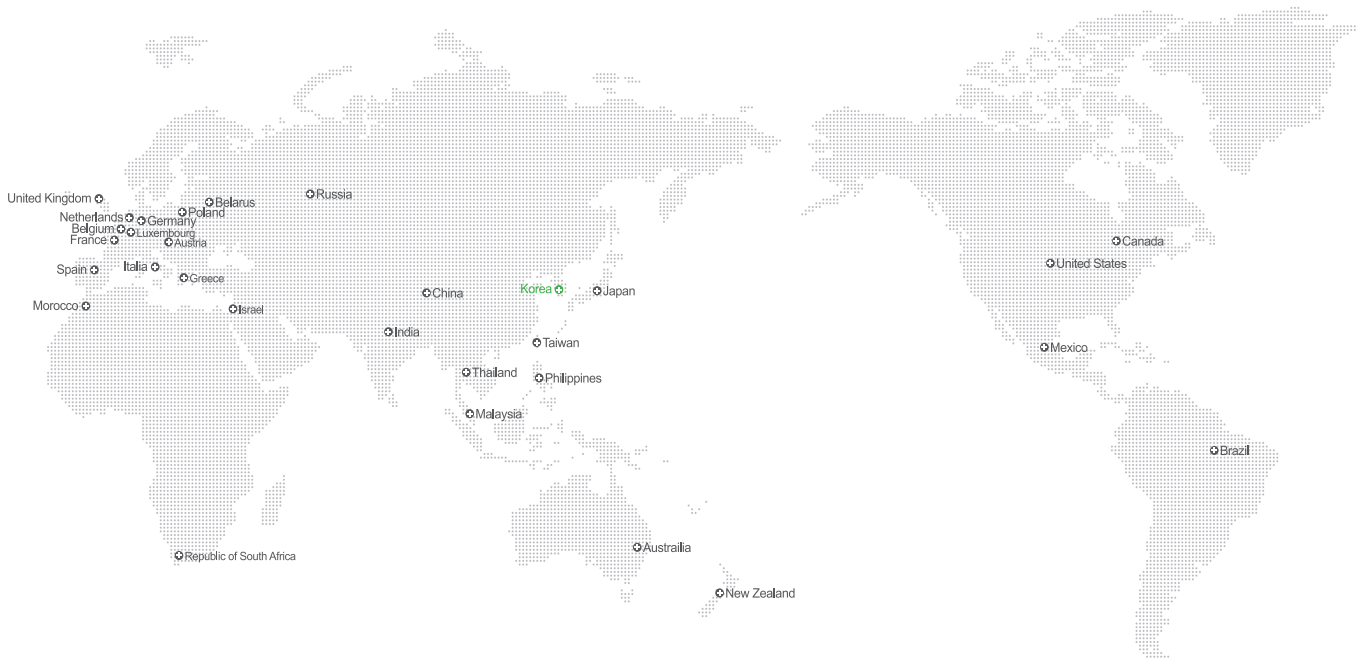 Russia
United Kingdom
Belarus
Poland
Netherlands
Germany
Belgium
Luxembourg
France
Austria
Canada
United States
Italia
Spain
Greece
Korea
Japan
China
Morocco
Israel
India
Taiwan
Mexico
Thailand
Philippines
Malaysia
Brazil
Austrailia
Republic of South Africa
New Zealand